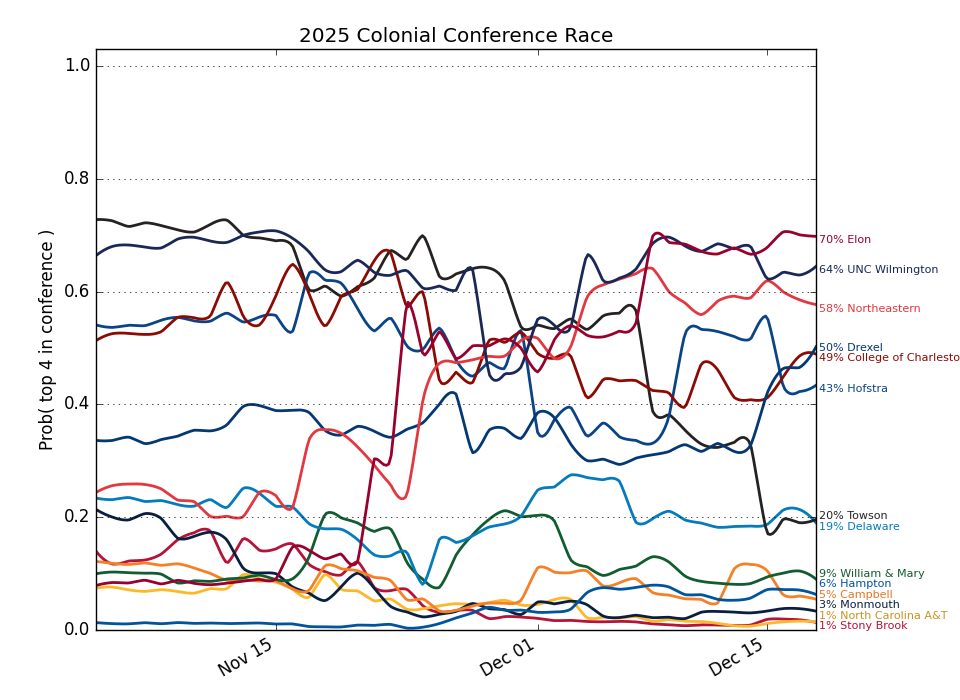 2025 Colonial Conference Race
Prob( top 4 in conference )
1.0
0.8
0.6
0.4
0.2
0.0
Nov 15
Dec 01
Dec 15
70% Elon
64% UNC Wilmington
58% Northeastern
50% Drexel
49% College of Charlesto
43% Hofstra
20% Towson
19% Delaware
9% William & Mary
6% Hampton
5% Campbell
3% Monmouth
1% North Carolina A&T
1% Stony Brook